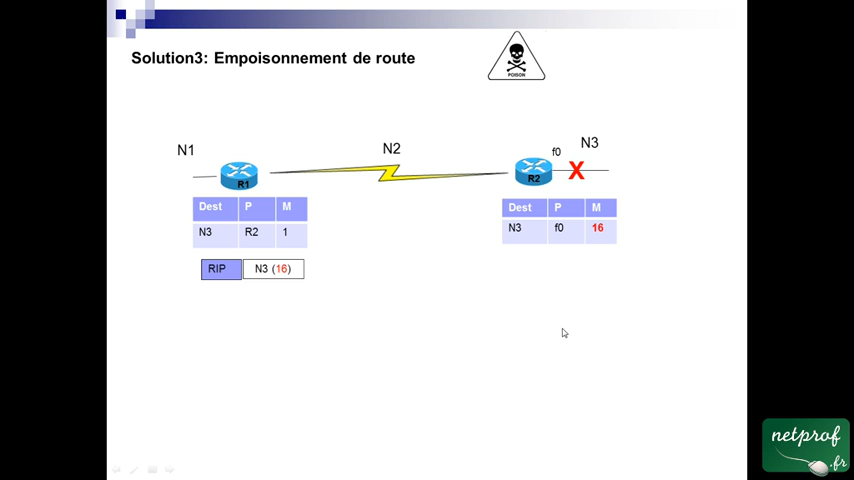 Solution3: Empoisonnement de route
POISON
N1
N2
f0
N3
R1
R2
Dest P M
N3 R2 1
Dest P M
N3 f0 16
RIP N3 (16)
netprof
.fr